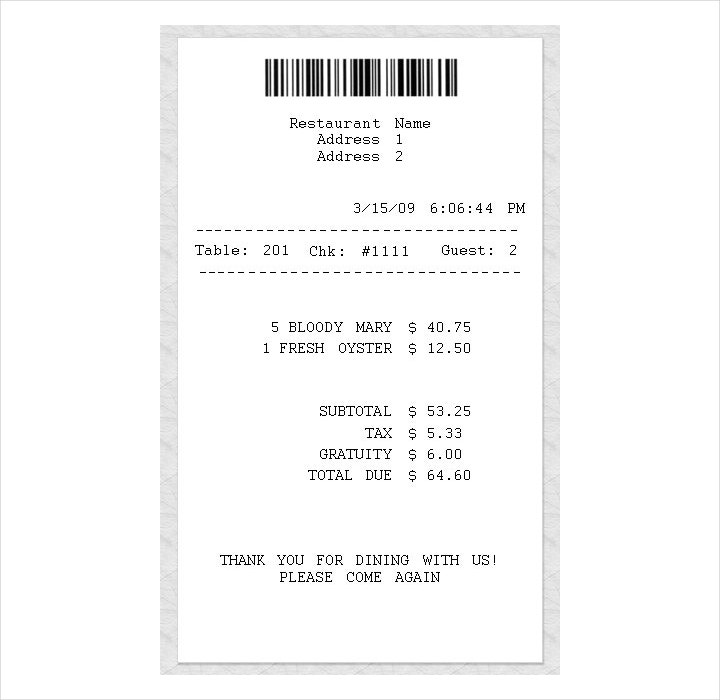 Restaurant Name
Address 1
Address 2
3/15/09 6:06:44 PM
--------------------------------
Table: 201 Chk: #1111 Guest: 2
--------------------------------
5 BLOODY MARY $ 40.75
1 FRESH OYSTER $ 12.50
SUBTOTAL $ 53.25
TAX $ 5.33
GRATUITY $ 6.00
TOTAL DUE $ 64.60
THANK YOU FOR DINING WITH US!
PLEASE COME AGAIN